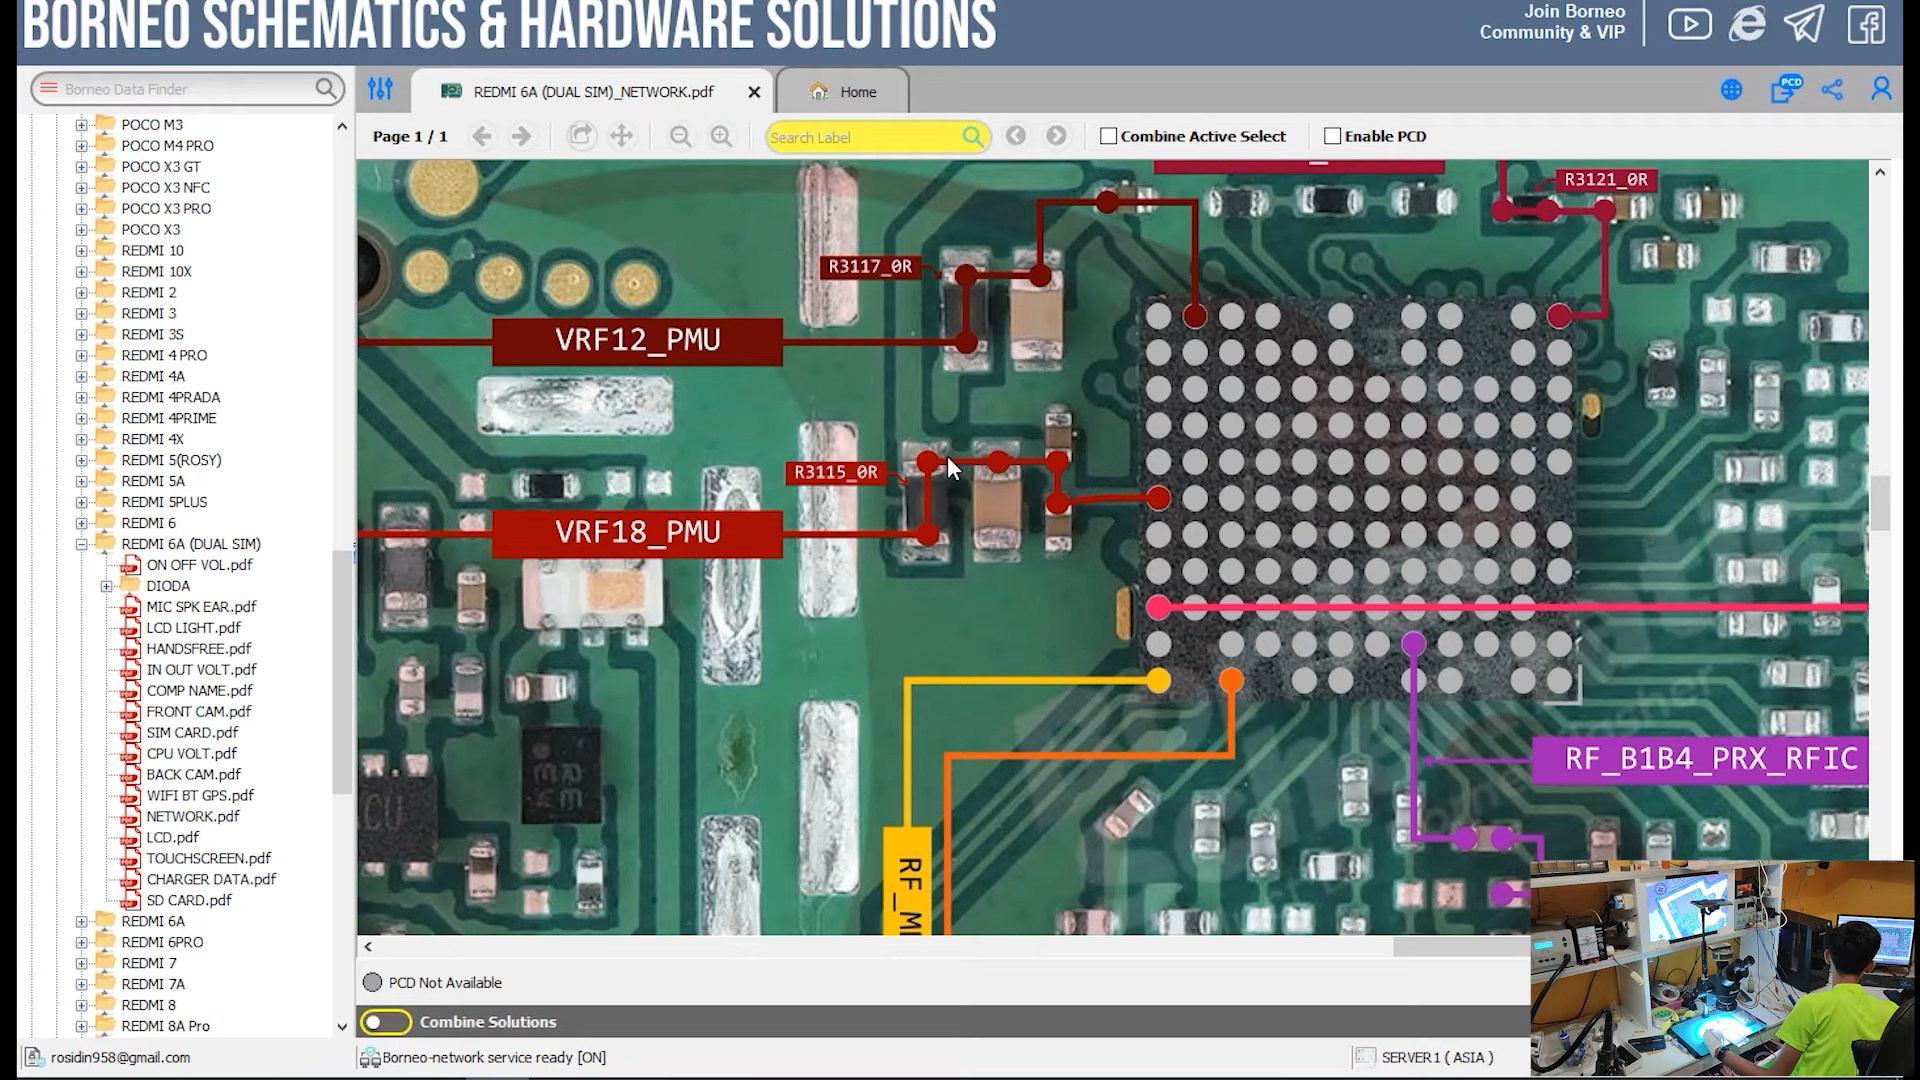 BORNEO SCHEMATICS & HARDWARE SOLUTIONS
Join Borneo
Community & VIP
Borneo Data Finder
REDMI 6A (DUAL SIM)_NETWORK.pdf
Home
PCD
Page 1 / 1
Search Label
Combine Active Select
Enable PCD
POCO M3
POCO M4 PRO
POCO X3 GT
POCO X3 NFC
POCO X3 PRO
POCO X3
REDMI 10
REDMI 10X
REDMI 2
REDMI 3
REDMI 3S
REDMI 4 PRO
REDMI 4A
REDMI 4PRADA
REDMI 4PRIME
REDMI 4X
REDMI 5(ROSY)
REDMI 5A
REDMI 5PLUS
REDMI 6
REDMI 6A (DUAL SIM)
ON OFF VOL.pdf
DIODA
MIC SPK EAR.pdf
LCD LIGHT.pdf
HANDSFREE.pdf
IN OUT VOLT.pdf
COMP NAME.pdf
FRONT CAM.pdf
SIM CARD.pdf
CPU VOLT.pdf
BACK CAM.pdf
WIFI BT GPS.pdf
NETWORK.pdf
LCD.pdf
TOUCHSCREEN.pdf
CHARGER DATA.pdf
SD CARD.pdf
REDMI 6A
REDMI 6PRO
REDMI 7
REDMI 7A
REDMI 8
REDMI 8A Pro
R3121_0R
R3117_0R
VRF12_PMU
R3115_0R
VRF18_PMU
RF_B1B4_PRX_RFIC
PCD Not Available
Combine Solutions
rosidin958@gmail.com
Borneo-network service ready [ON]
SERVER1 ( ASIA )